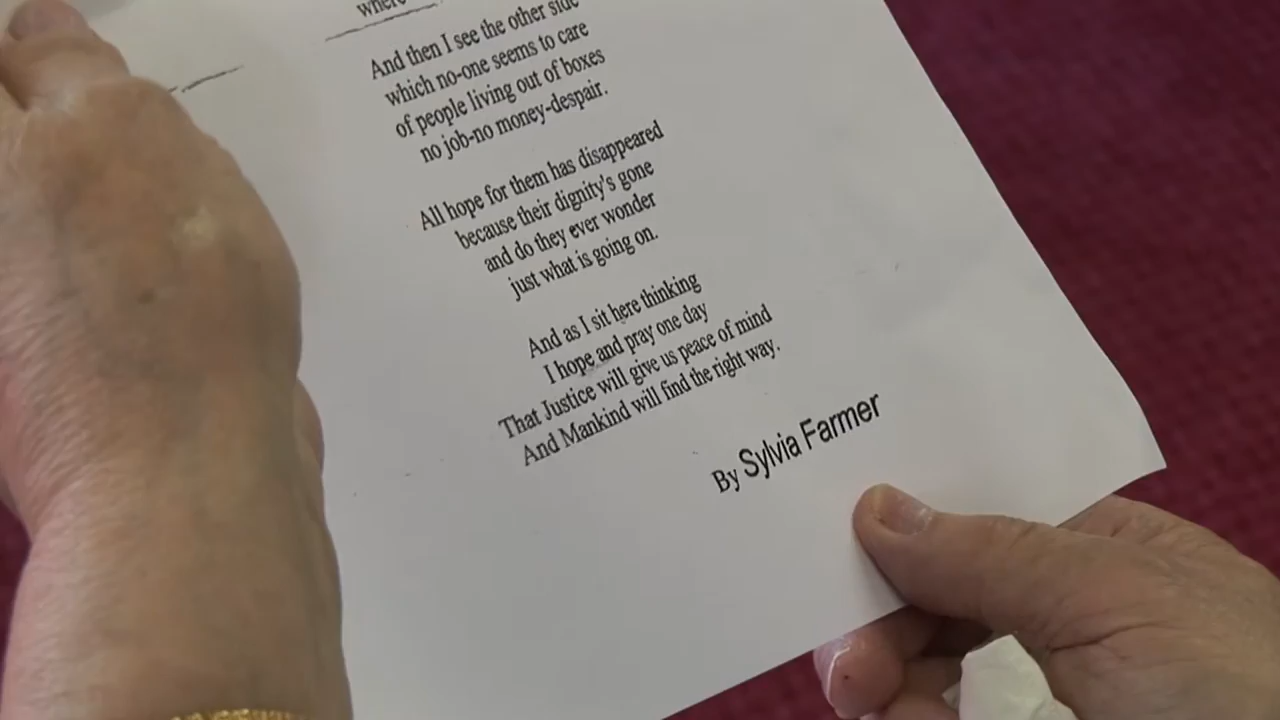 where
And then I see the other side
which no-one seems to care
of people living out of boxes
no job-no money-despair.
All hope for them has disappeared
because their dignity's gone
and do they ever wonder
just what is going on.
And as I sit here thinking
I hope and pray one day
That Justice will give us peace of mind
And Mankind will find the right way.
By Sylvia Farmer